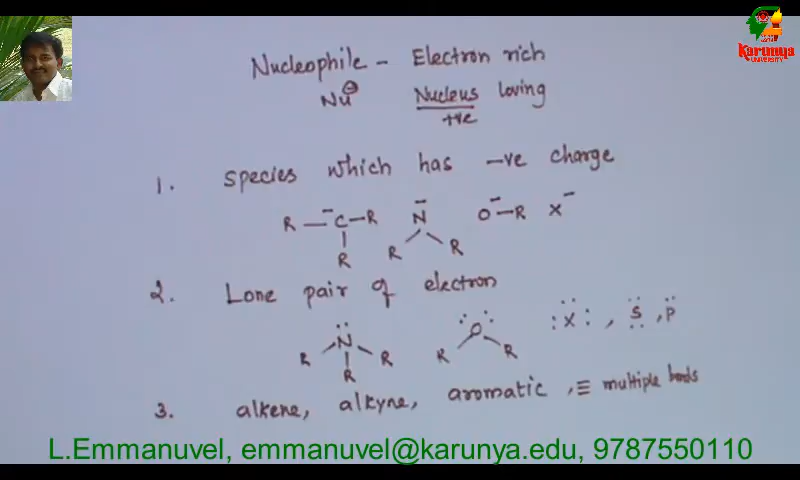 Karunya
UNIVERSITY
Nucleophile – Electron rich
Nu⊖ Nucleus loving
+ve
1. Species which has –ve charge
R – C⁻ – R N⁻ O⁻–R X⁻
R R R
2. Lone pair of electron
:X: , S , P
N O
R R R R
R
3. alkene, alkyne, aromatic, ≡ multiple bonds
L.Emmanuvel, emmanuvel@karunya.edu, 9787550110